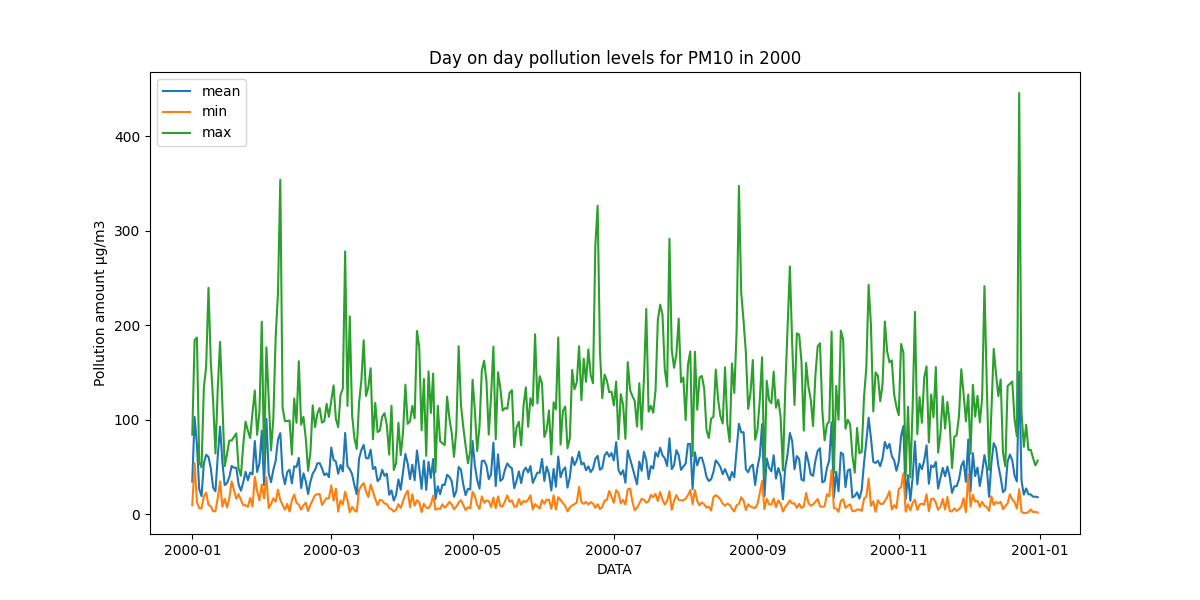 Day on day pollution levels for PM10 in 2000
mean
min
max
Pollution amount µg/m3
400
300
200
100
0
2000-01
2000-03
2000-05
2000-07
2000-09
2000-11
2001-01
DATA